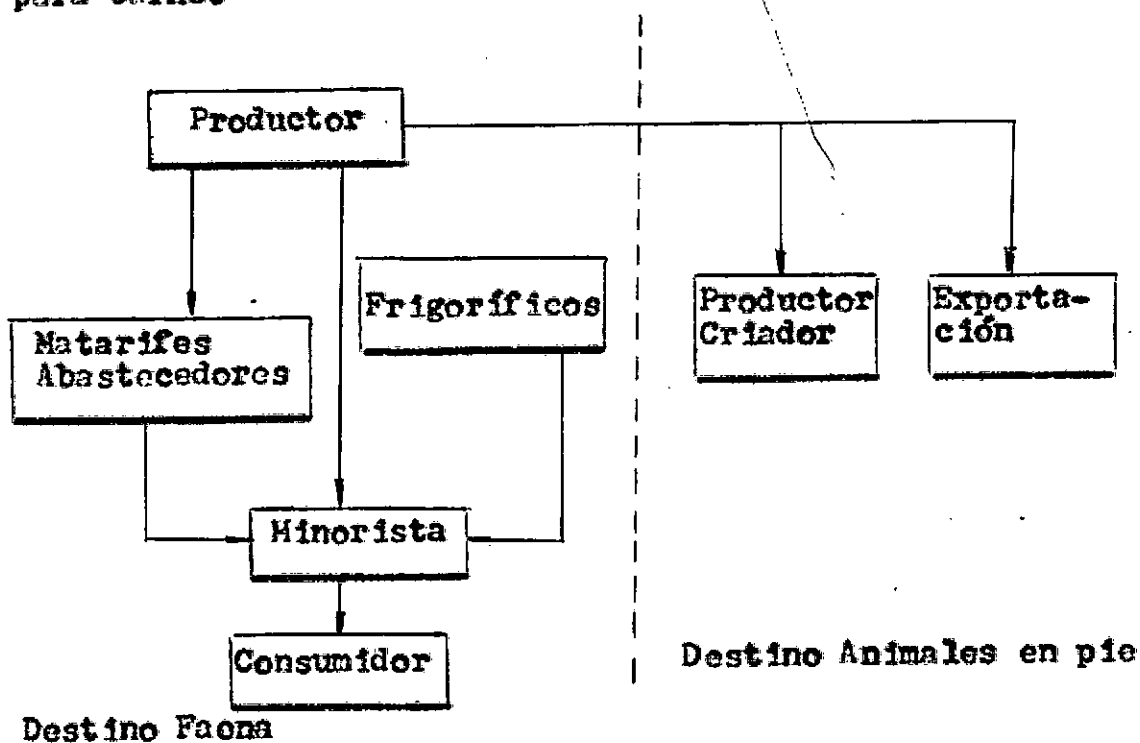 Productor
Frigoríficos
Matarifes
Abastecedores
Productor
Criador
Exporta-
ción
Minorista
Consumidor
Destino Animales en pie
Destino Faena